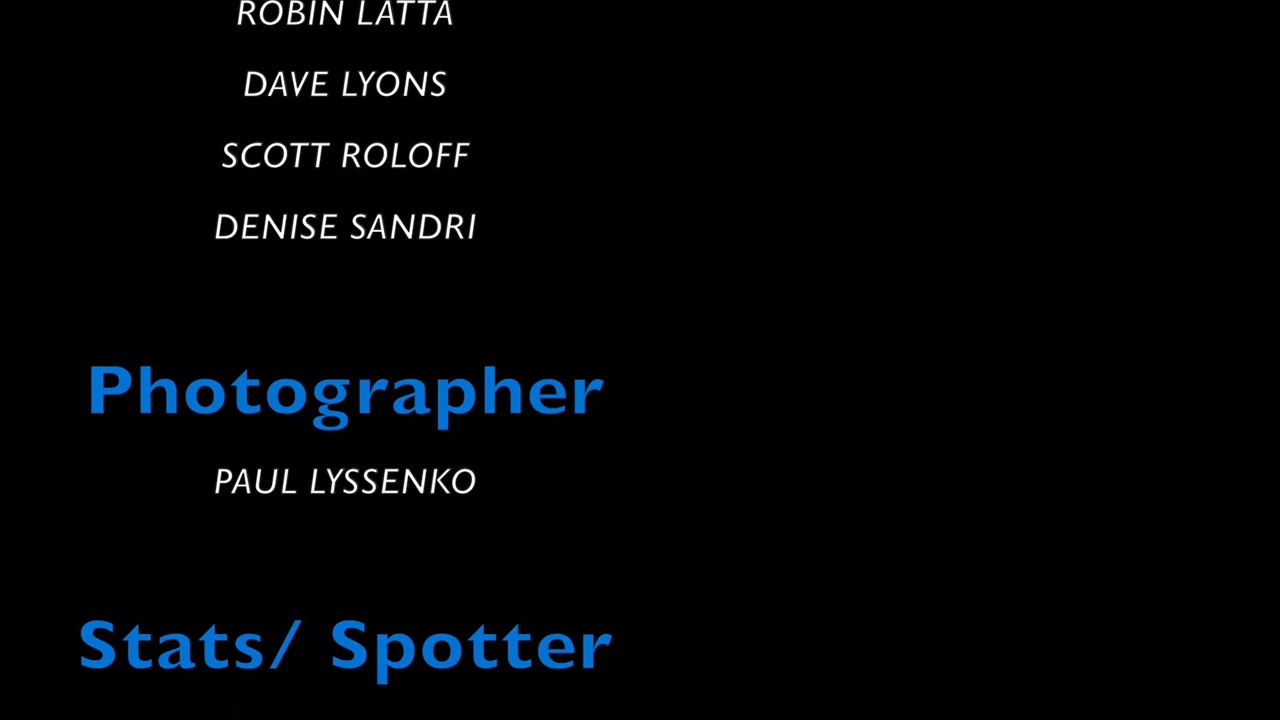 ROBIN LATTA
DAVE LYONS
SCOTT ROLOFF
DENISE SANDRI
Photographer
PAUL LYSSENKO
Stats/ Spotter